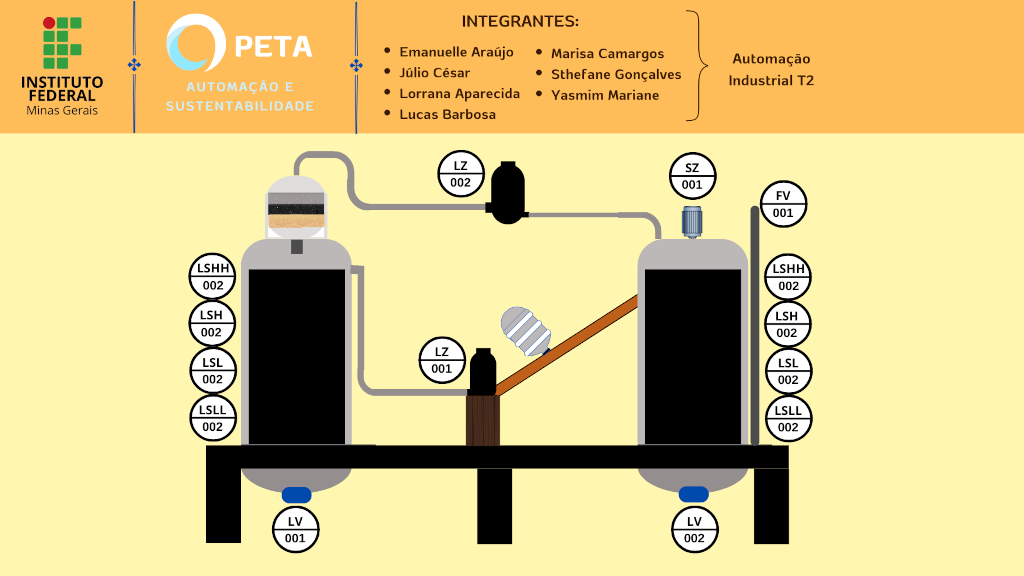 INSTITUTO
FEDERAL
Minas Gerais
PETA
AUTOMAÇÃO E
SUSTENTABILIDADE
INTEGRANTES:
• Emanuelle Araújo
• Júlio César
• Lorrana Aparecida
• Lucas Barbosa
• Marisa Camargos
• Sthefane Gonçalves
• Yasmim Mariane
Automação
Industrial T2
LZ
002
SZ
001
FV
001
LSHH
002
LSH
002
LSL
002
LSLL
002
LZ
001
LSHH
002
LSH
002
LSL
002
LSLL
002
LV
001
LV
002